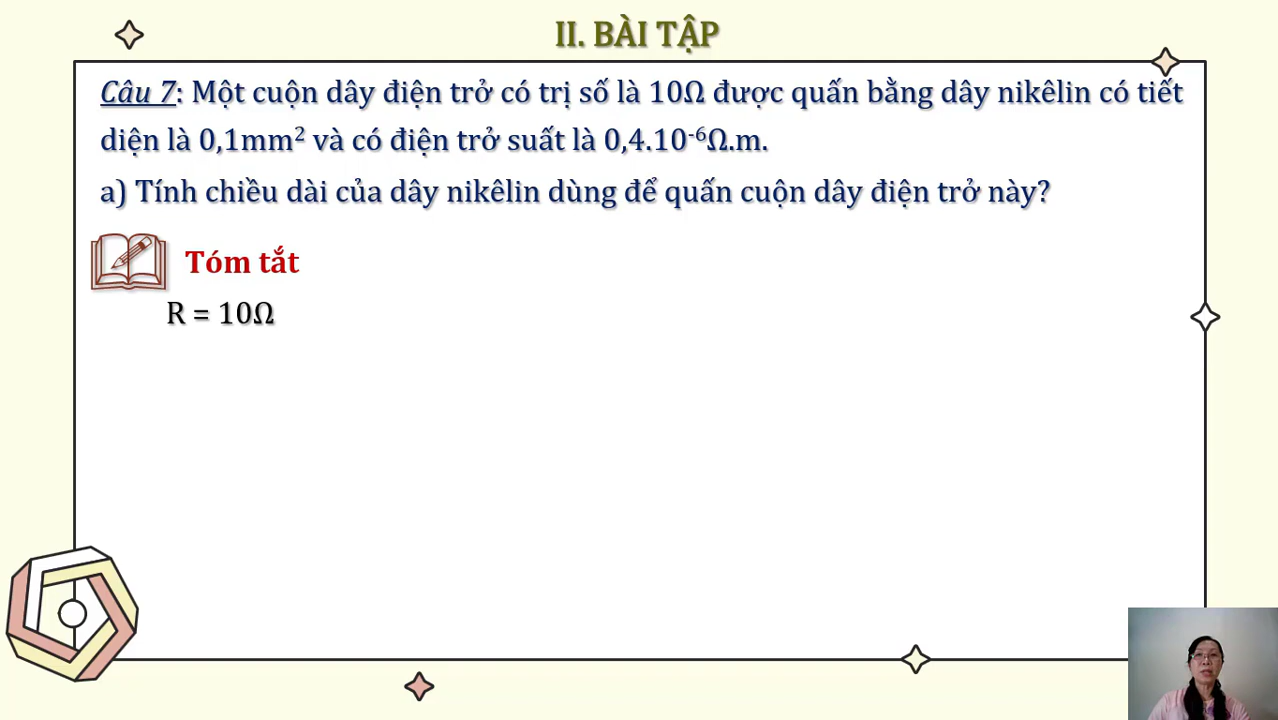 II. BÀI TẬP
Câu 7: Một cuộn dây điện trở có trị số là 10Ω được quấn bằng dây nikêlin có tiết
diện là 0,1mm² và có điện trở suất là 0,4.10⁻⁶Ω.m.
a) Tính chiều dài của dây nikêlin dùng để quấn cuộn dây điện trở này?
Tóm tắt
R = 10Ω